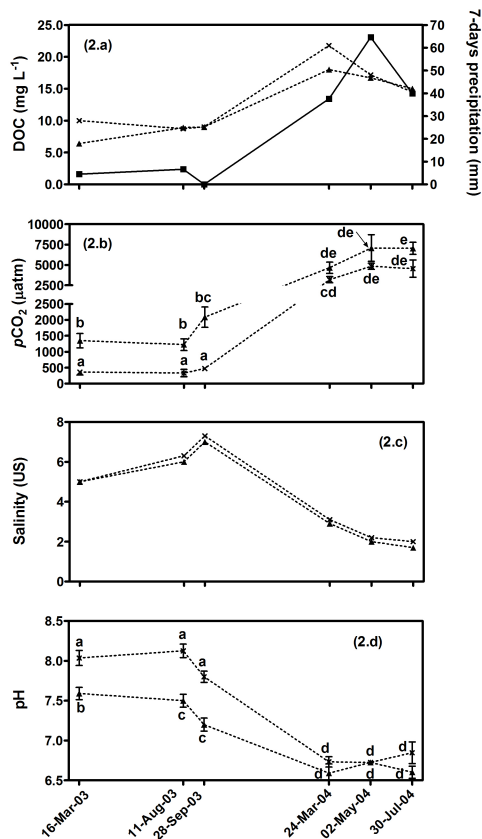 25.0 (2.a) 70
20.0 60
15.0 50
10.0 40
5.0 30
0.0 20
10
0
DOC (mg L⁻¹)
7-days precipitation (mm)
10000 (2.b)
7500
5000
2500
2500
2000
1500
1000
500
0
pCO₂ (µatm)
b b bc de de e
a a a cd de de
8 (2.c)
6
4
2
0
Salinity (US)
8.5 (2.d)
8.0
7.5
7.0
6.5
pH
a a a d d d
b c c d d d
16-Mar-03 11-Aug-03 28-Sep-03 24-Mar-04 02-May-04 30-Jul-04